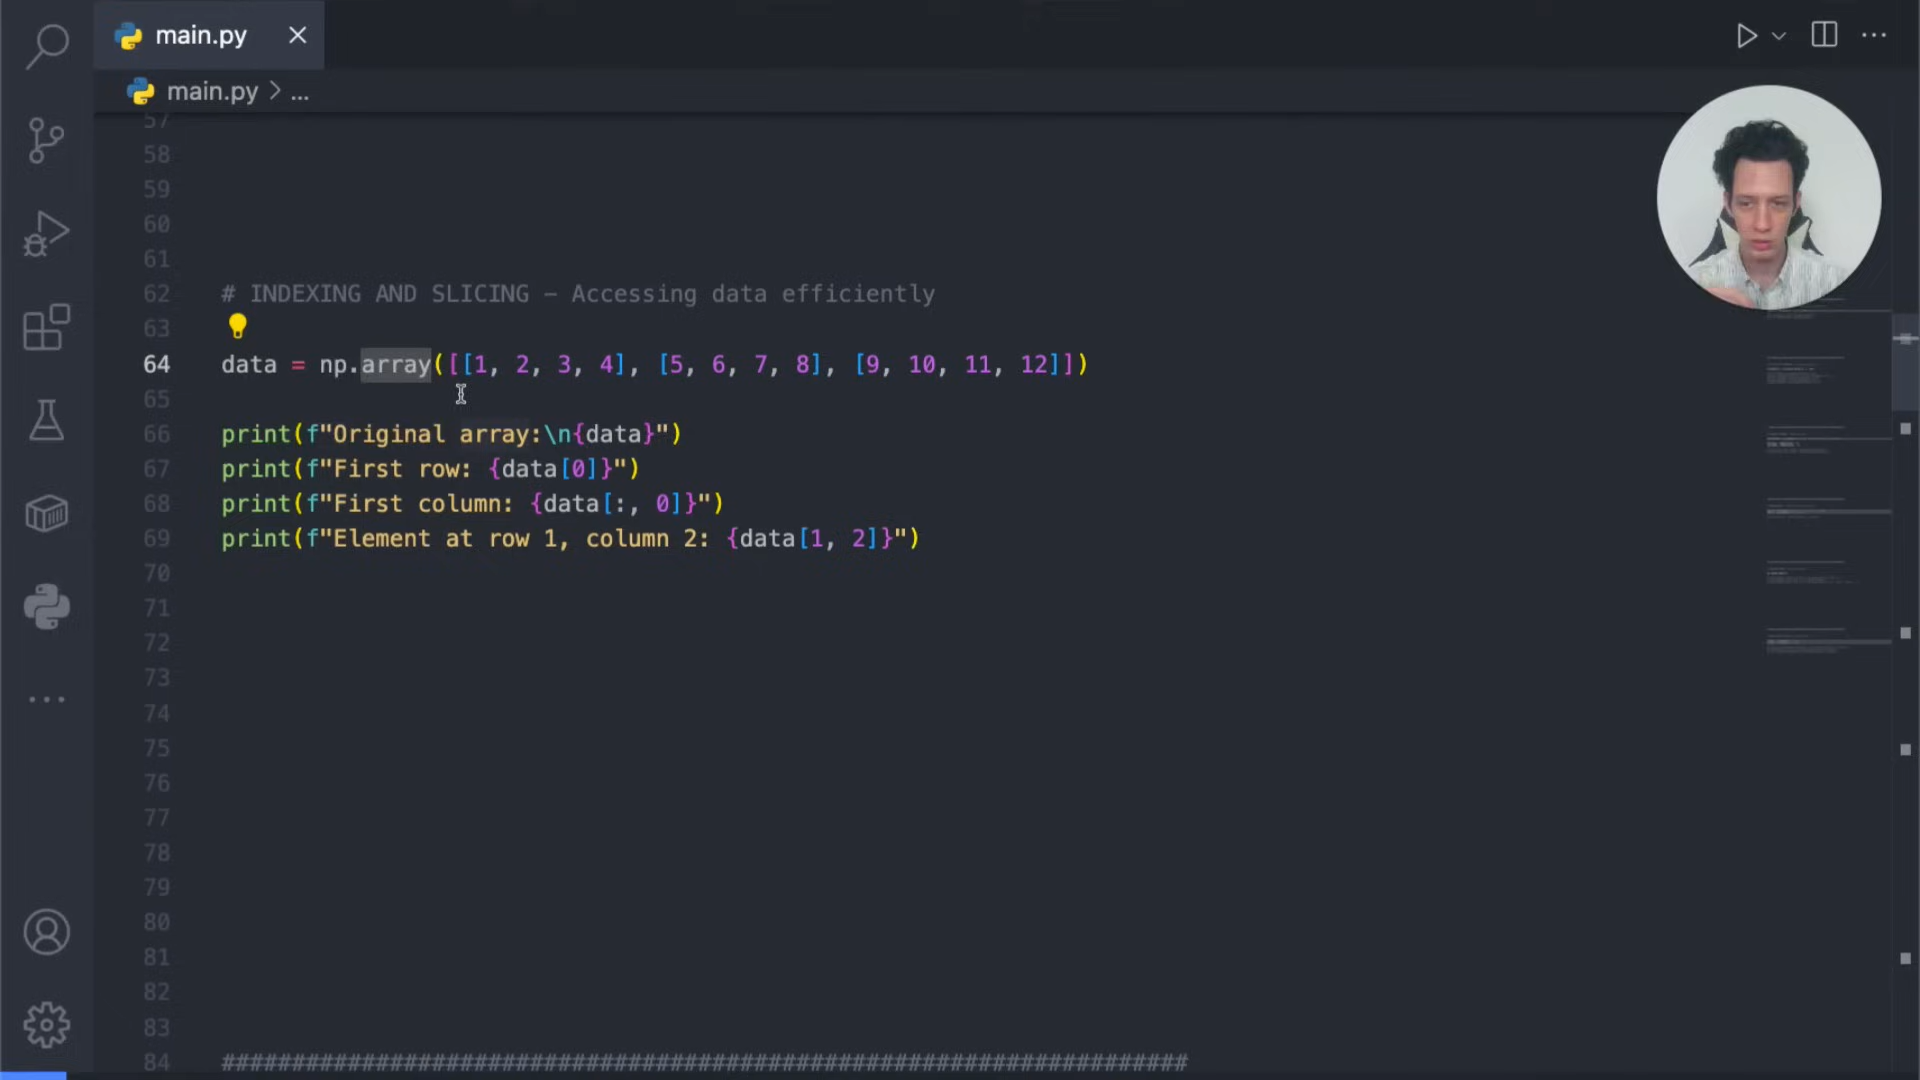 main.py
main.py > ...
57
58
59
60
61
62 # INDEXING AND SLICING – Accessing data efficiently
63
64 data = np.array([[1, 2, 3, 4], [5, 6, 7, 8], [9, 10, 11, 12]])
65
66 print(f"Original array:\n{data}")
67 print(f"First row: {data[0]}")
68 print(f"First column: {data[:, 0]}")
69 print(f"Element at row 1, column 2: {data[1, 2]}")
70
71
72
73
74
75
76
77
78
79
80
81
82
83
84 #####################################################################